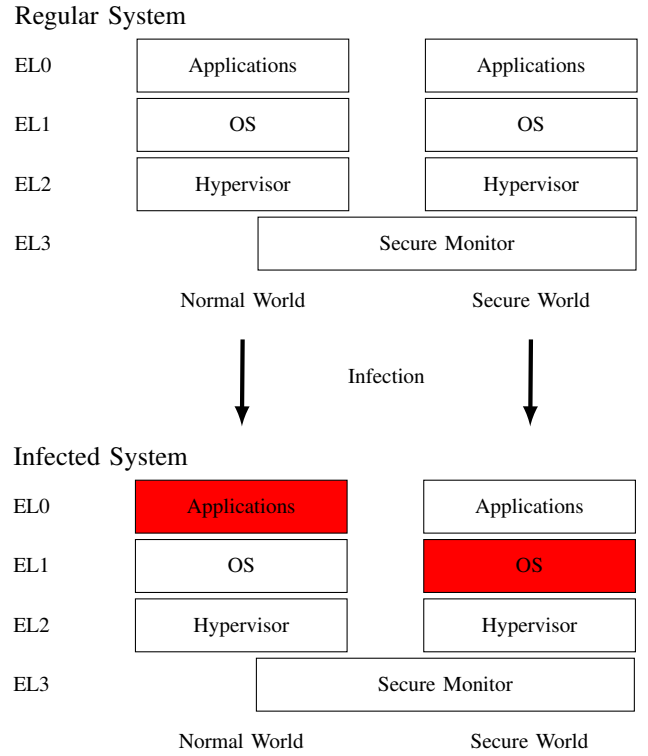 Regular System
EL0 Applications Applications
EL1 OS OS
EL2 Hypervisor Hypervisor
EL3 Secure Monitor
Normal World Secure World
Infection
Infected System
EL0 Applications Applications
EL1 OS OS
EL2 Hypervisor Hypervisor
EL3 Secure Monitor
Normal World Secure World